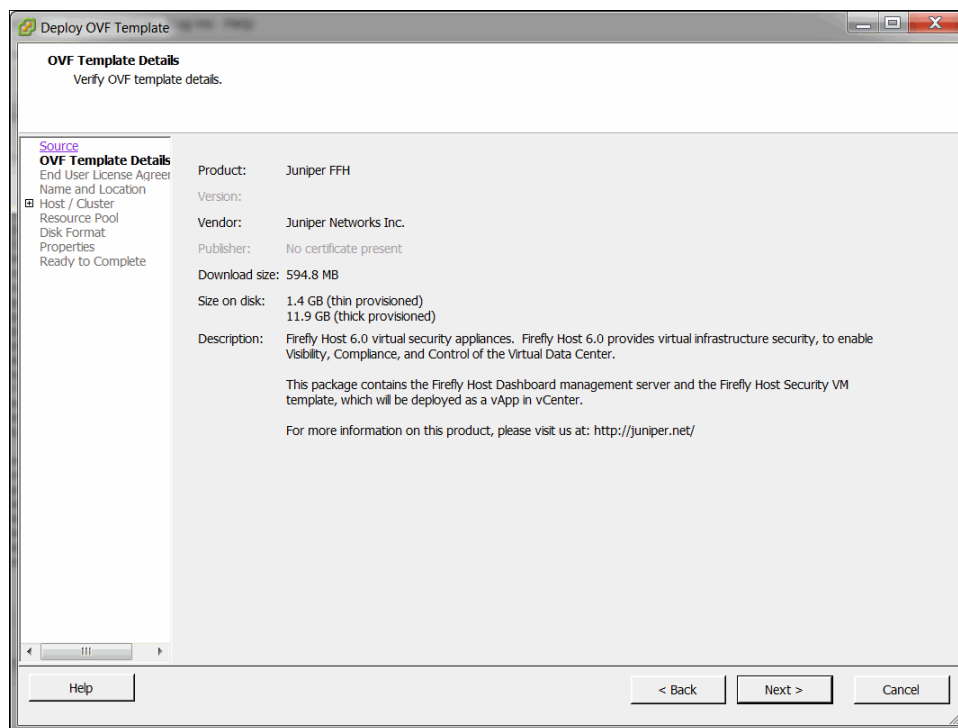 Deploy OVF Template
Help
OVF Template Details
Verify OVF template details.
Source
OVF Template Details
End User License Agreer
Name and Location
Host / Cluster
Resource Pool
Disk Format
Properties
Ready to Complete
Product: Juniper FFH
Version:
Vendor: Juniper Networks Inc.
Publisher: No certificate present
Download size: 594.8 MB
Size on disk: 1.4 GB (thin provisioned)
11.9 GB (thick provisioned)
Description: Firefly Host 6.0 virtual security appliances. Firefly Host 6.0 provides virtual infrastructure security, to enable
Visibility, Compliance, and Control of the Virtual Data Center.
This package contains the Firefly Host Dashboard management server and the Firefly Host Security VM
template, which will be deployed as a vApp in vCenter.
For more information on this product, please visit us at: http://juniper.net/
Help
< Back
Next >
Cancel